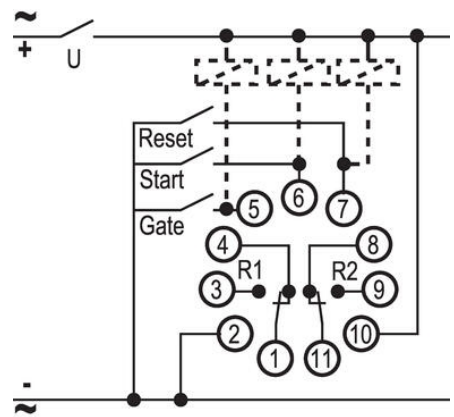 ~
+ U
Reset
Start
Gate
5 6 7
4 8
3 R1 R2 9
2 10
1 11
-
~